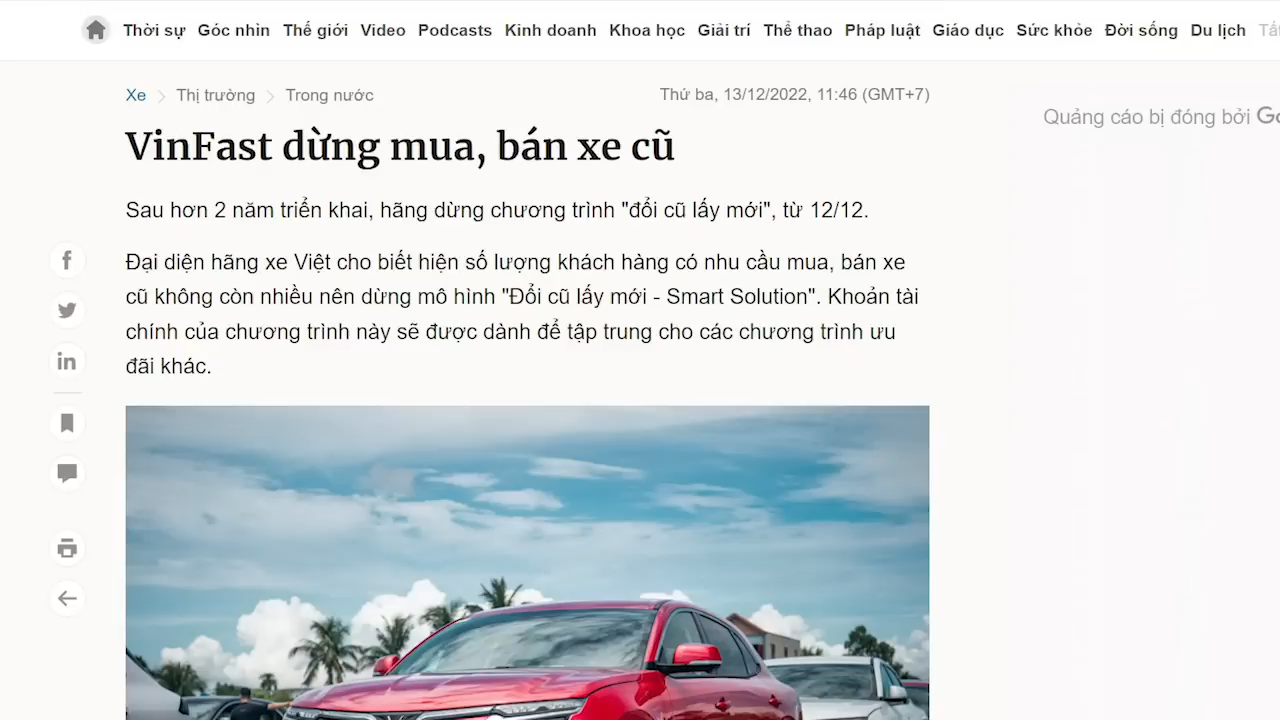 Thời sự Góc nhìn Thế giới Video Podcasts Kinh doanh Khoa học Giải trí Thể thao Pháp luật Giáo dục Sức khỏe Đời sống Du lịch
Xe Thị trường Trong nước Thứ ba, 13/12/2022, 11:46 (GMT+7)
Quảng cáo bị đóng bởi
VinFast dừng mua, bán xe cũ
Sau hơn 2 năm triển khai, hãng dừng chương trình "đổi cũ lấy mới", từ 12/12.
Đại diện hãng xe Việt cho biết hiện số lượng khách hàng có nhu cầu mua, bán xe
cũ không còn nhiều nên dừng mô hình "Đổi cũ lấy mới - Smart Solution". Khoản tài
chính của chương trình này sẽ được dành để tập trung cho các chương trình ưu
đãi khác.